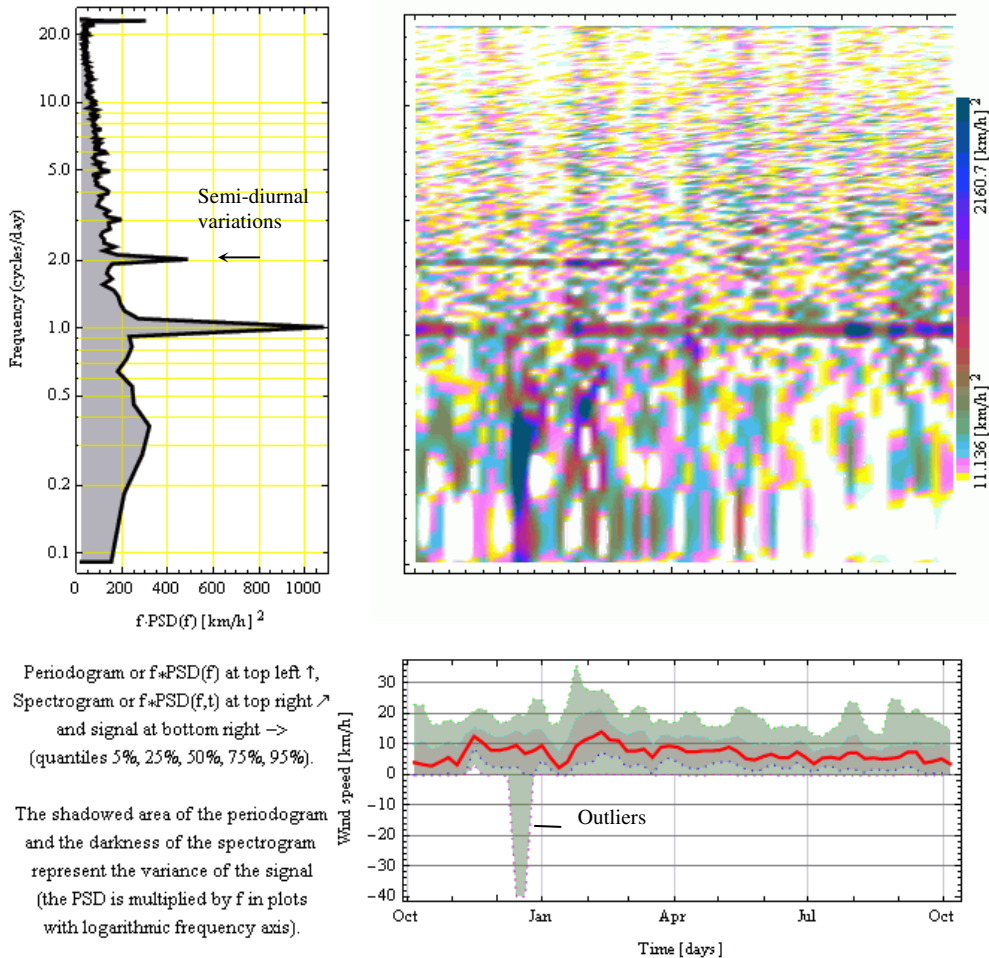 20.0
10.0
5.0
2.0
1.0
0.5
0.2
0.1
Frequency (cycles/day)
Semi-diurnal
variations
0 200 400 600 800 1000
f·PSD(f) [km/h] 2
11.136 [km/h] 2
2160.7 [km/h] 2
Periodogram or f*PSD(f) at top left ↑,
Spectrogram or f*PSD(f,t) at top right ↗
and signal at bottom right −>
(quantiles 5%, 25%, 50%, 75%, 95%).
The shadowed area of the periodogram
and the darkness of the spectrogram
represent the variance of the signal
(the PSD is multiplied by f in plots
with logarithmic frequency axis).
Wind speed [km/h]
30
20
10
0
−10
−20
−30
−40
Outliers
Oct Jan Apr Jul Oct
Time [days]